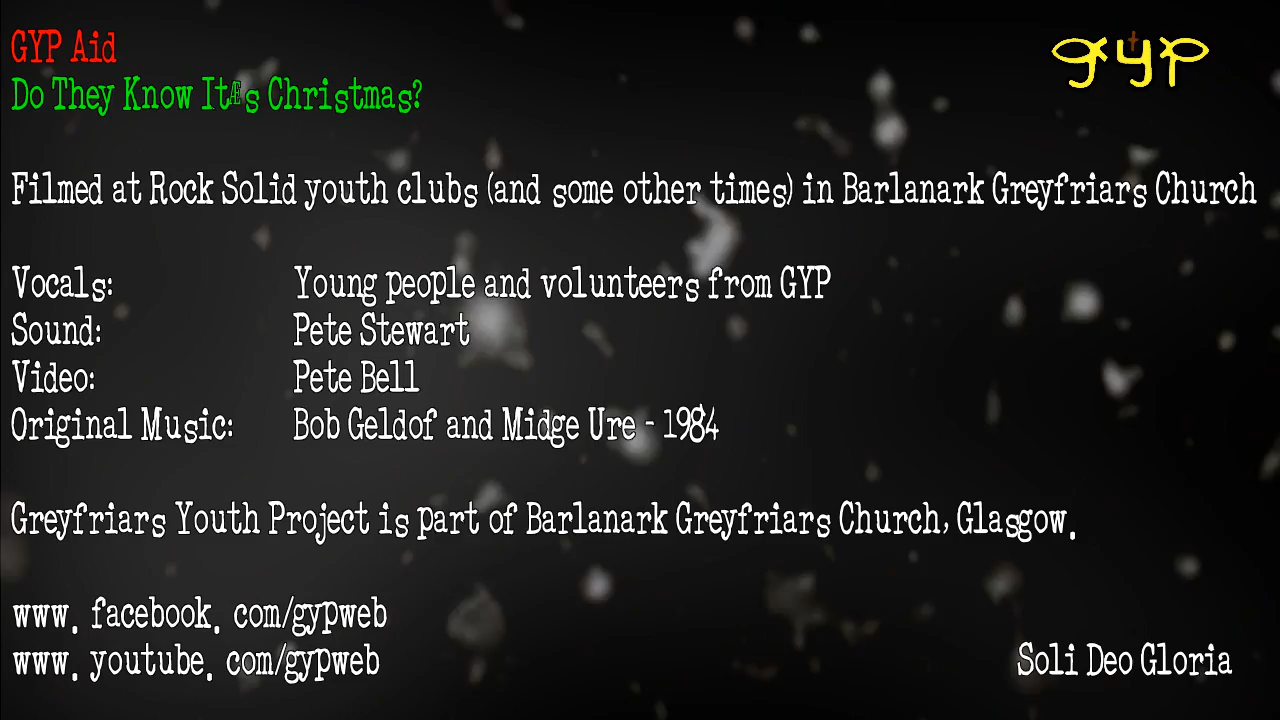 GYP Aid
gyp
Do They Know ItÆs Christmas?
Filmed at Rock Solid youth clubs (and some other times) in Barlanark Greyfriars Church
Vocals: Young people and volunteers from GYP
Sound: Pete Stewart
Video: Pete Bell
Original Music: Bob Geldof and Midge Ure - 1984
Greyfriars Youth Project is part of Barlanark Greyfriars Church, Glasgow.
www. facebook. com/gypweb
www. youtube. com/gypweb
Soli Deo Gloria